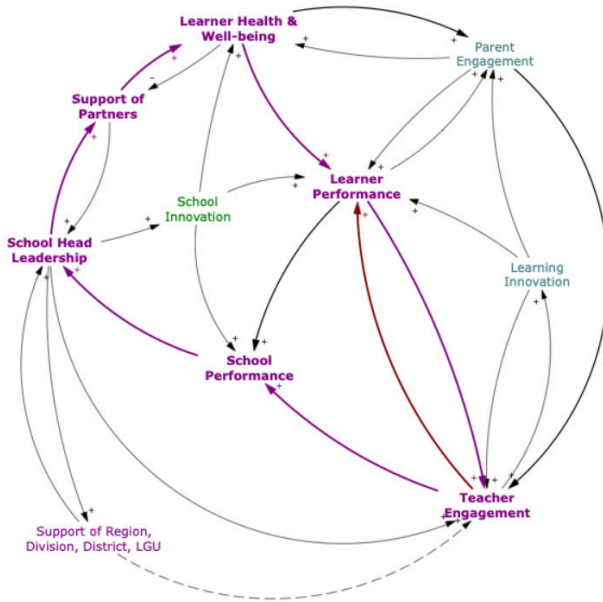 Learner Health &
Well-being
Parent
Engagement
Support of
Partners
Learner
Performance
School
Innovation
School Head
Leadership
Learning
Innovation
School
Performance
Teacher
Engagement
Support of Region,
Division, District, LGU